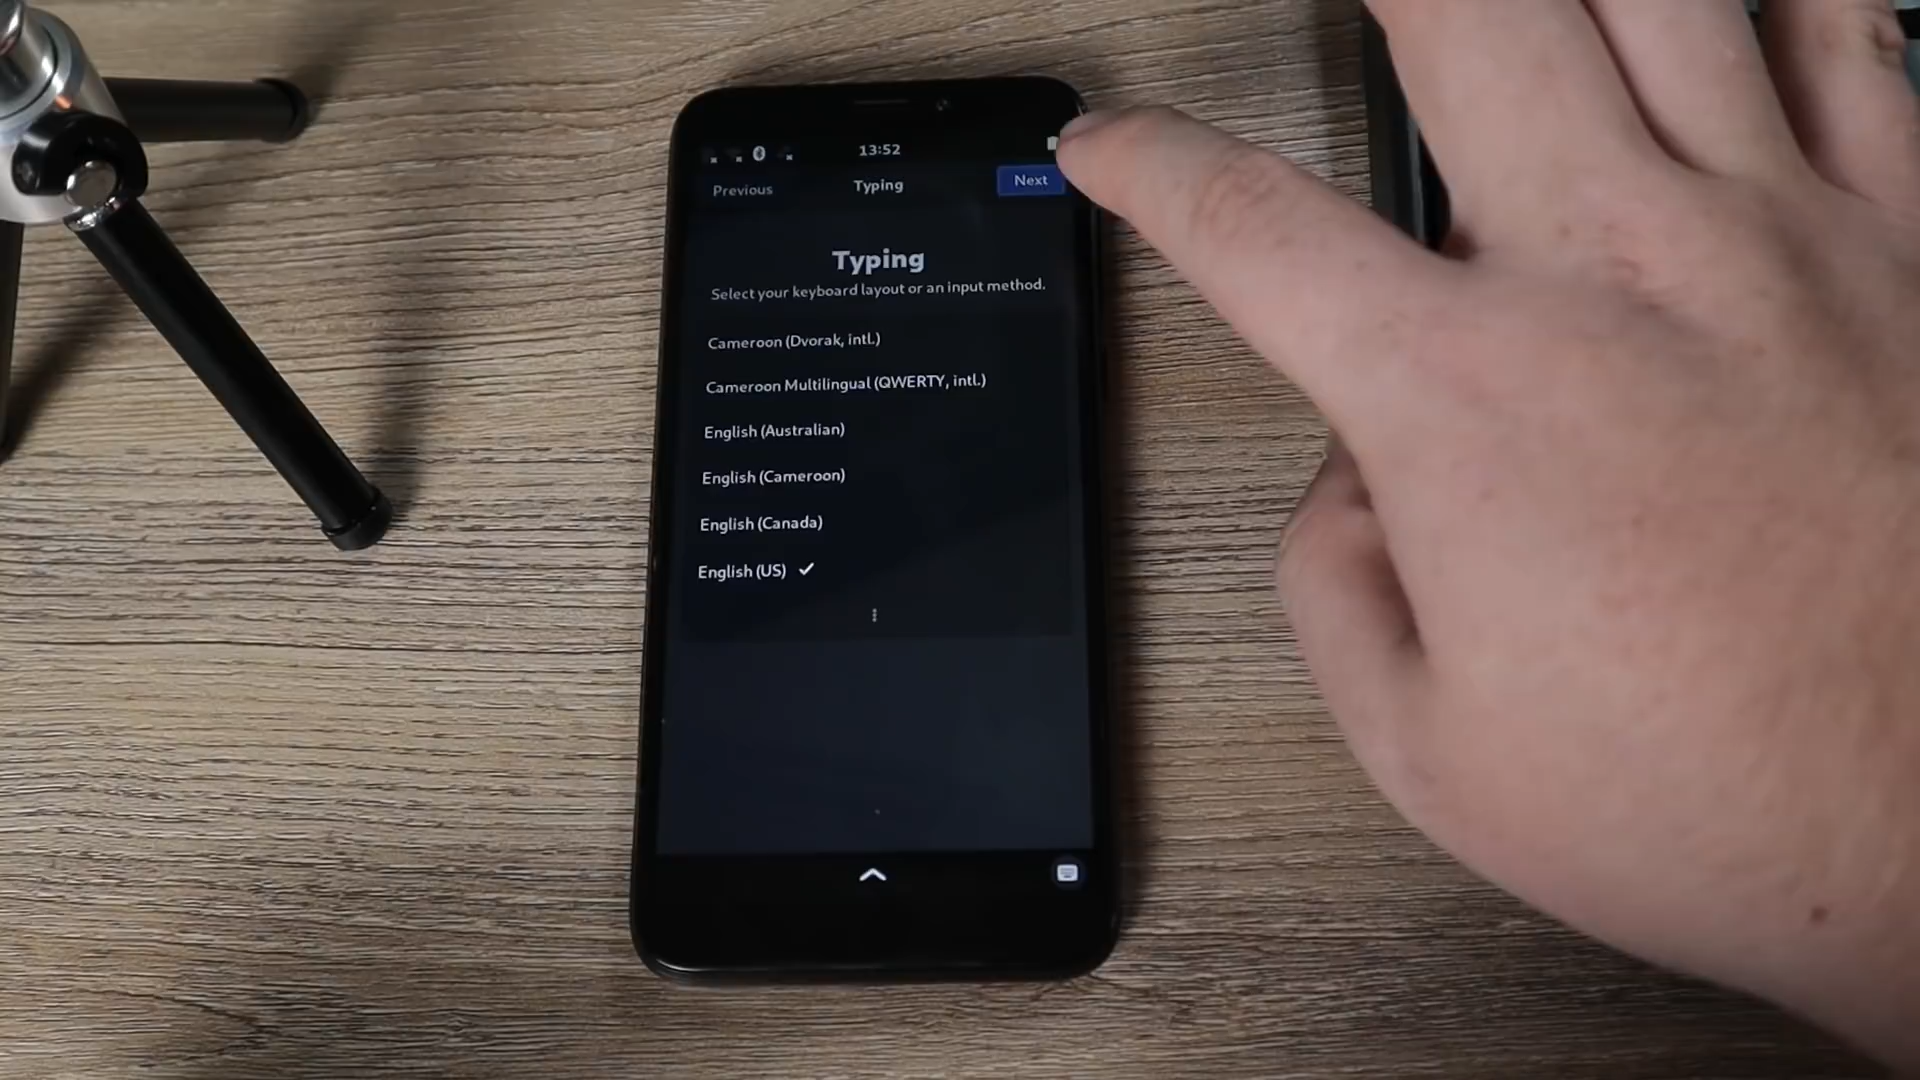 13:52
Previous
Typing
Next
Typing
Select your keyboard layout or an input method.
Cameroon (Dvorak, intl.)
Cameroon Multilingual (QWERTY, intl.)
English (Australian)
English (Cameroon)
English (Canada)
English (US)